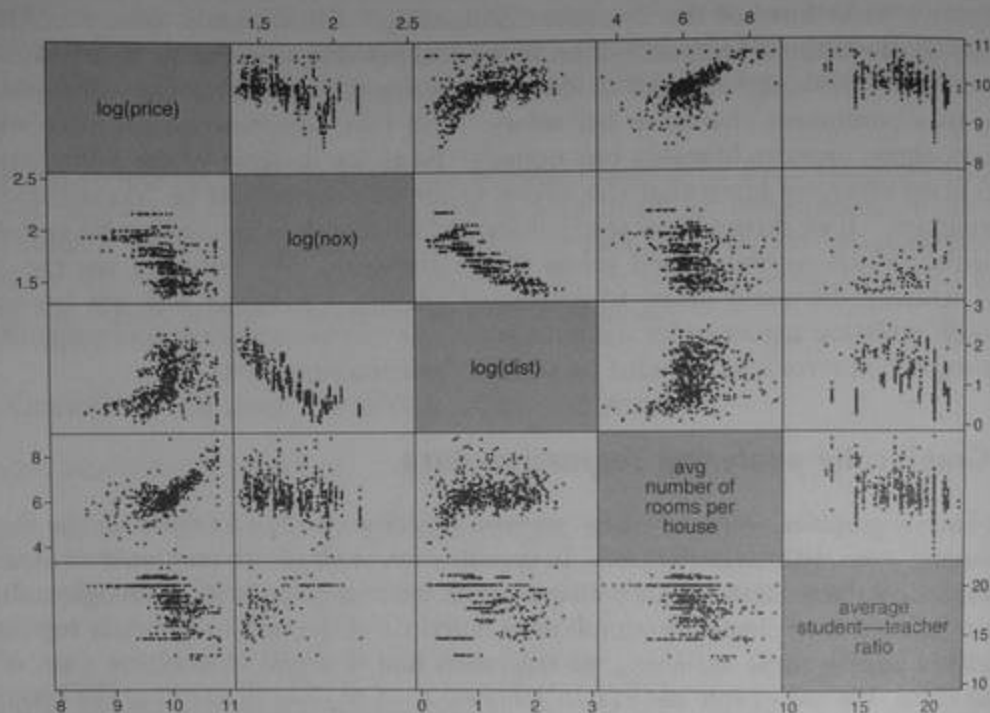 1.5 2.5 4 6 8
log(price)
11
10
9
8
2.5
2
1.5
log(nox)
log(dist)
3
2
1
0
8
6
4
avg
number of
rooms per
house
average
student—teacher
ratio
20
15
10
8 9 10 11 0 1 2 3 10 15 20